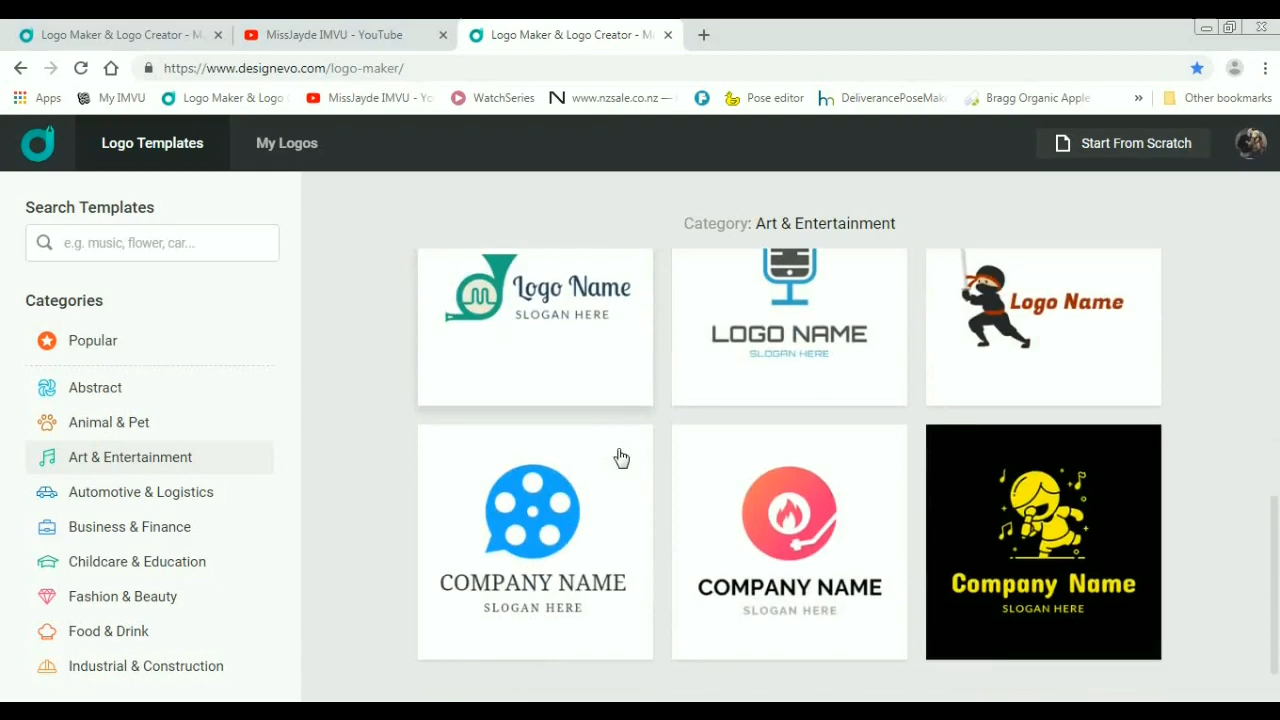 Logo Maker & Logo Creator - M
MissJayde IMVU - YouTube
Logo Maker & Logo Creator - M
https://www.designevo.com/logo-maker/
Apps
My IMVU
Logo Maker & Logo
MissJayde IMVU - Yo
WatchSeries
www.nzsale.co.nz —
Pose editor
DeliverancePoseMak
Bragg Organic Apple
»
Other bookmarks
Logo Templates
My Logos
Start From Scratch
Search Templates
e.g. music, flower, car...
Categories
Popular
Abstract
Animal & Pet
Art & Entertainment
Automotive & Logistics
Business & Finance
Childcare & Education
Fashion & Beauty
Food & Drink
Industrial & Construction
Category: Art & Entertainment
Logo Name
SLOGAN HERE
LOGO NAME
SLOGAN HERE
Logo Name
COMPANY NAME
SLOGAN HERE
COMPANY NAME
SLOGAN HERE
Company Name
SLOGAN HERE